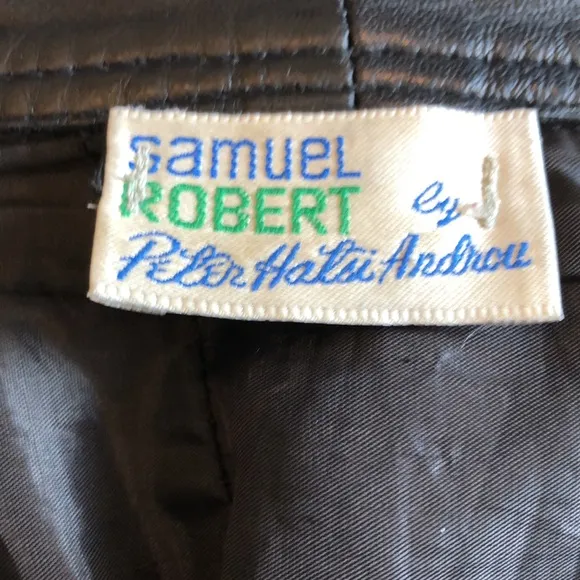 samuel
ROBERT by
Peter Hatsi Androu